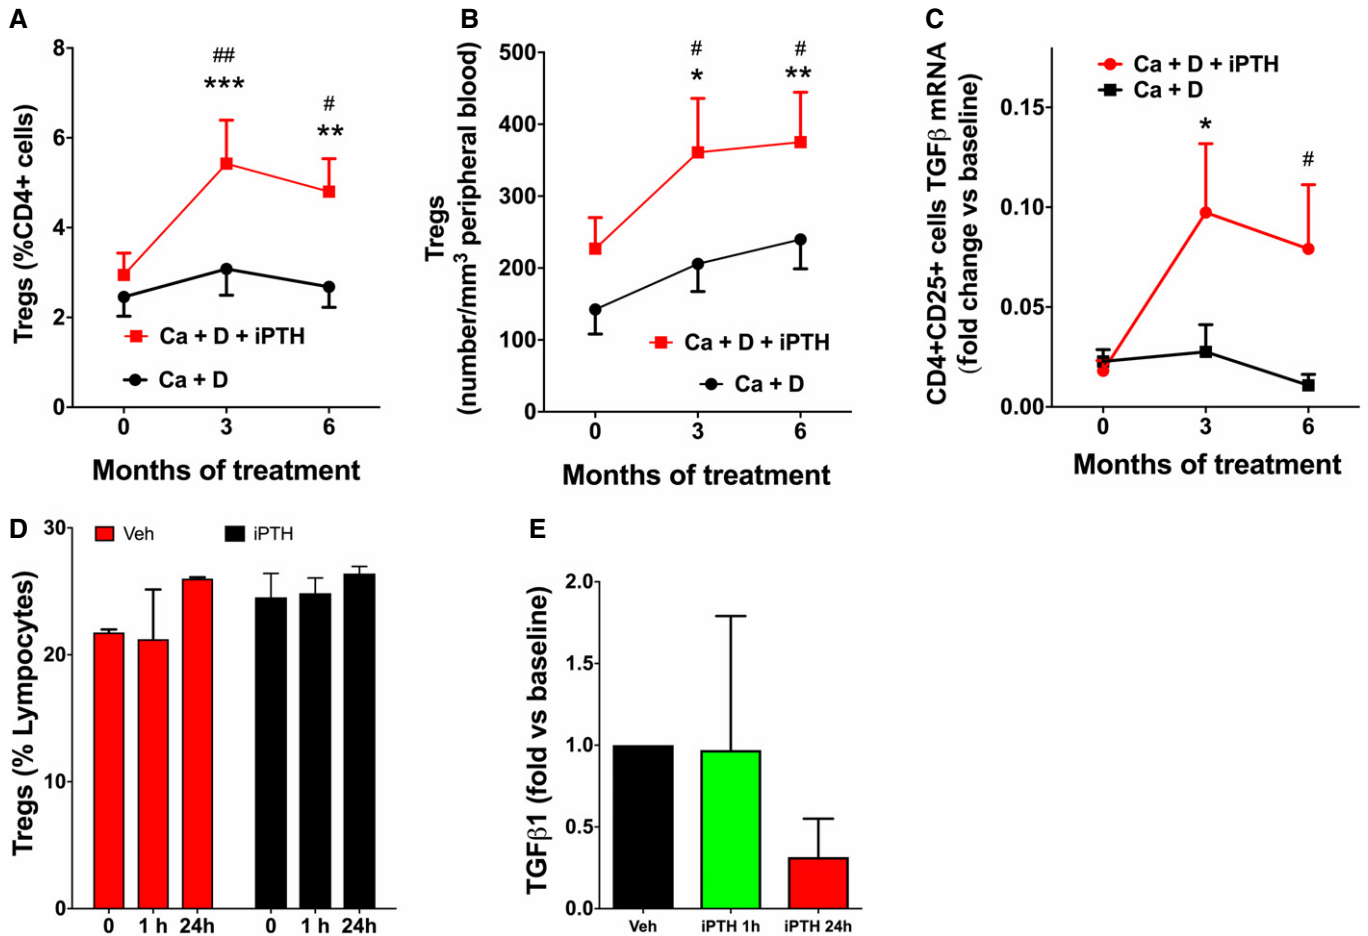 A
Tregs (%CD4+ cells)
8
6
4
2
0
##
***
#
**
Ca + D + iPTH
Ca + D
0 3 6
Months of treatment
B
Tregs
(number/mm³ peripheral blood)
500
400
300
200
100
0
# #
* **
Ca + D + iPTH
Ca + D
0 3 6
Months of treatment
C
CD4+CD25+ cells TGFβ mRNA
(fold change vs baseline)
0.15
0.10
0.05
0.00
Ca + D + iPTH
Ca + D
*
#
0 3 6
Months of treatment
D
Tregs (% Lympocytes)
30
20
10
0
Veh iPTH
0 1 h 24h 0 1 h 24h
E
TGFβ1 (fold vs baseline)
2.0
1.5
1.0
0.5
0.0
Veh iPTH 1h iPTH 24h